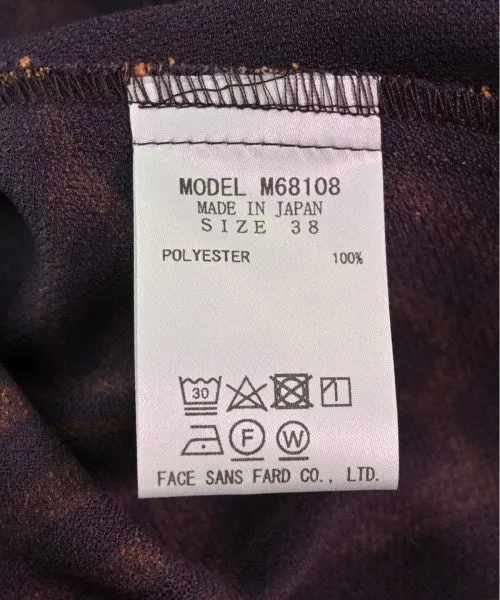 MODEL M68108
MADE IN JAPAN
SIZE 38
POLYESTER 100%
30
F W
FACE SANS FARD CO., LTD.